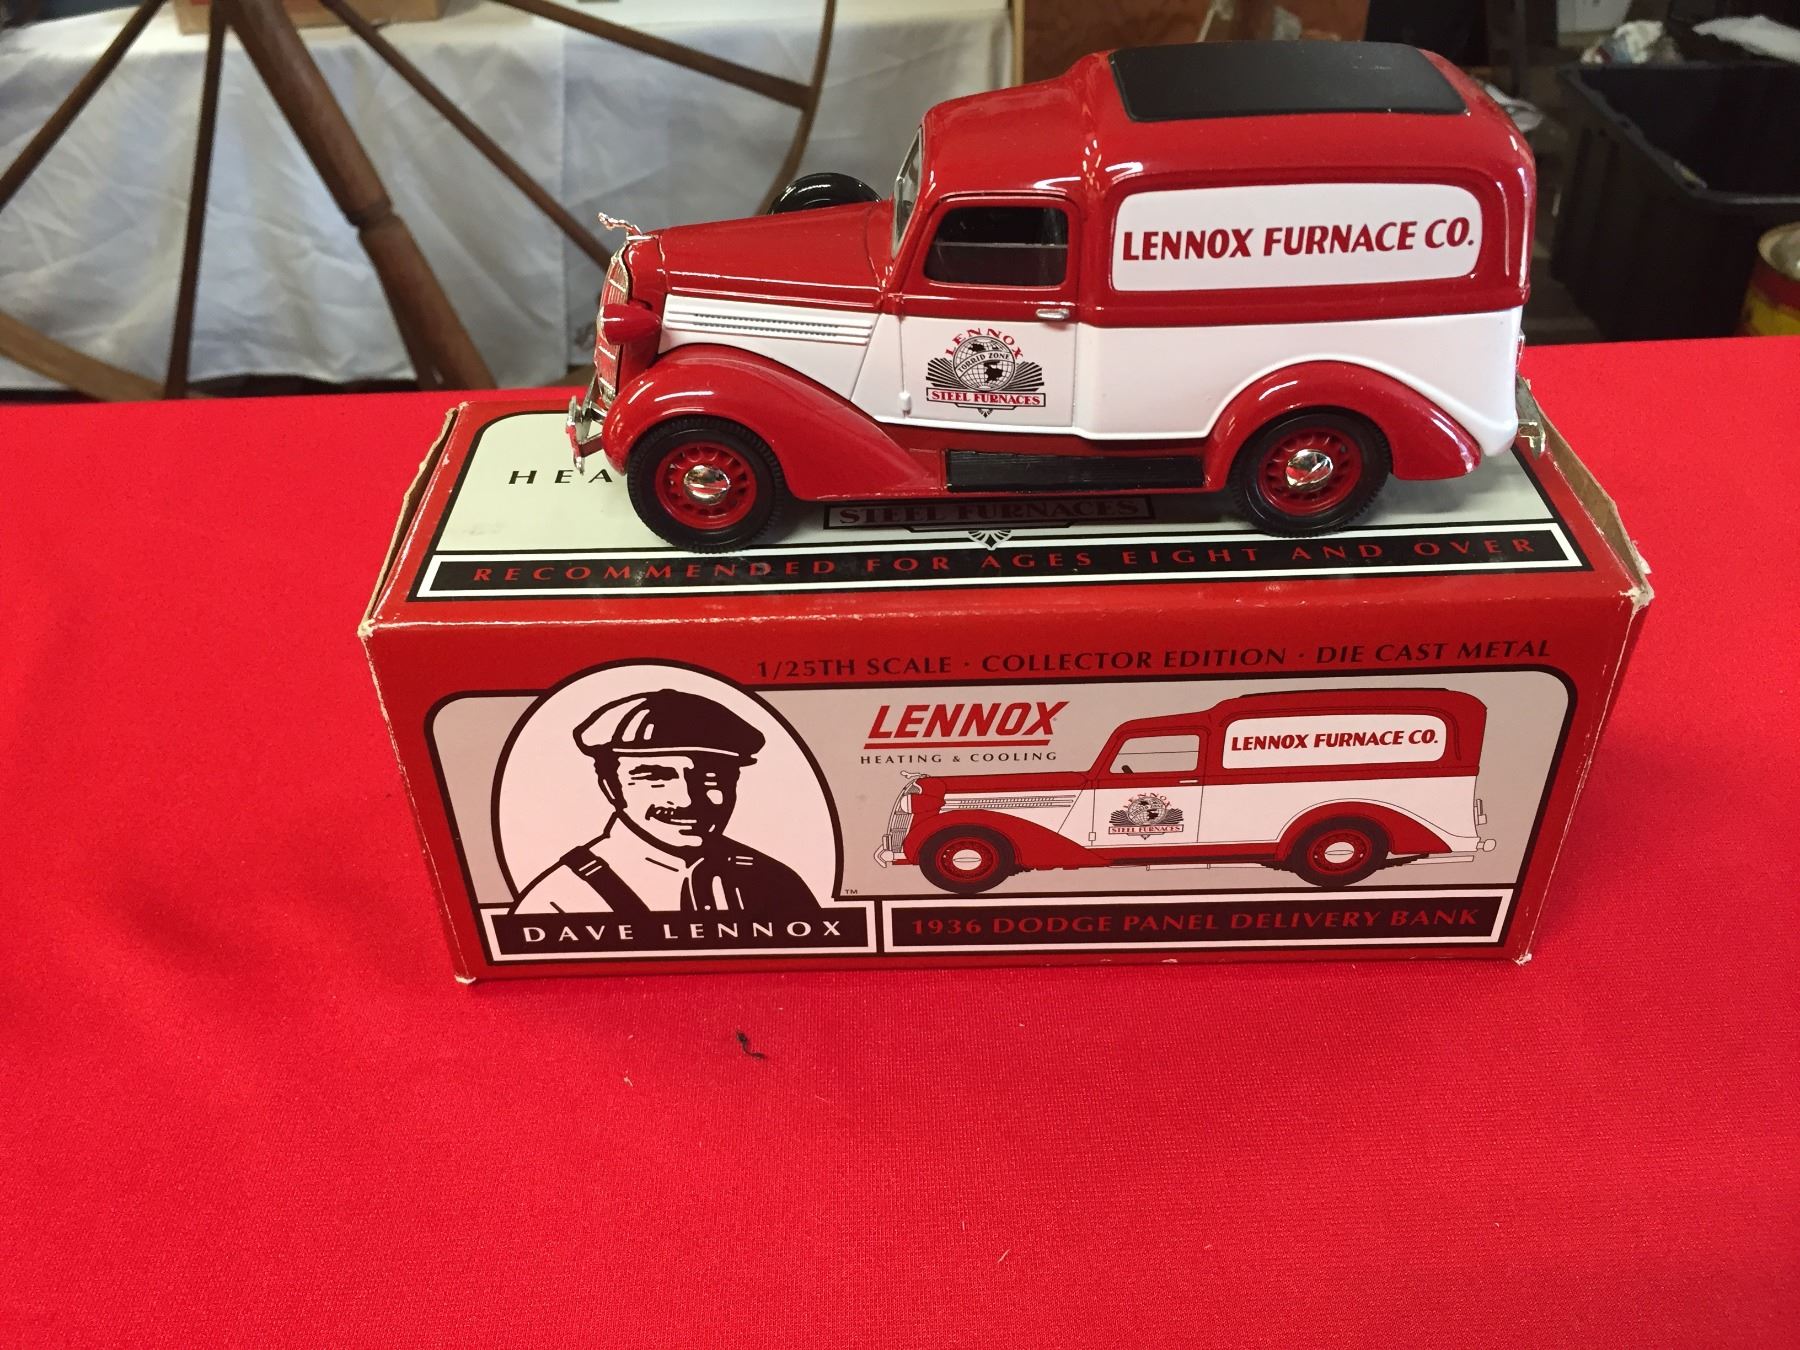 LENNOX FURNACE CO.
LENNOX
TORRID ZONE
STEEL FURNACES
HEA
STEEL FURNACES
RECOMMENDED FOR AGES EIGHT AND OVER
1/25TH SCALE · COLLECTOR EDITION · DIE CAST METAL
LENNOX
HEATING & COOLING
LENNOX FURNACE CO.
LENNOX
STEEL FURNACES
TM
DAVE LENNOX
1936 DODGE PANEL DELIVERY BANK